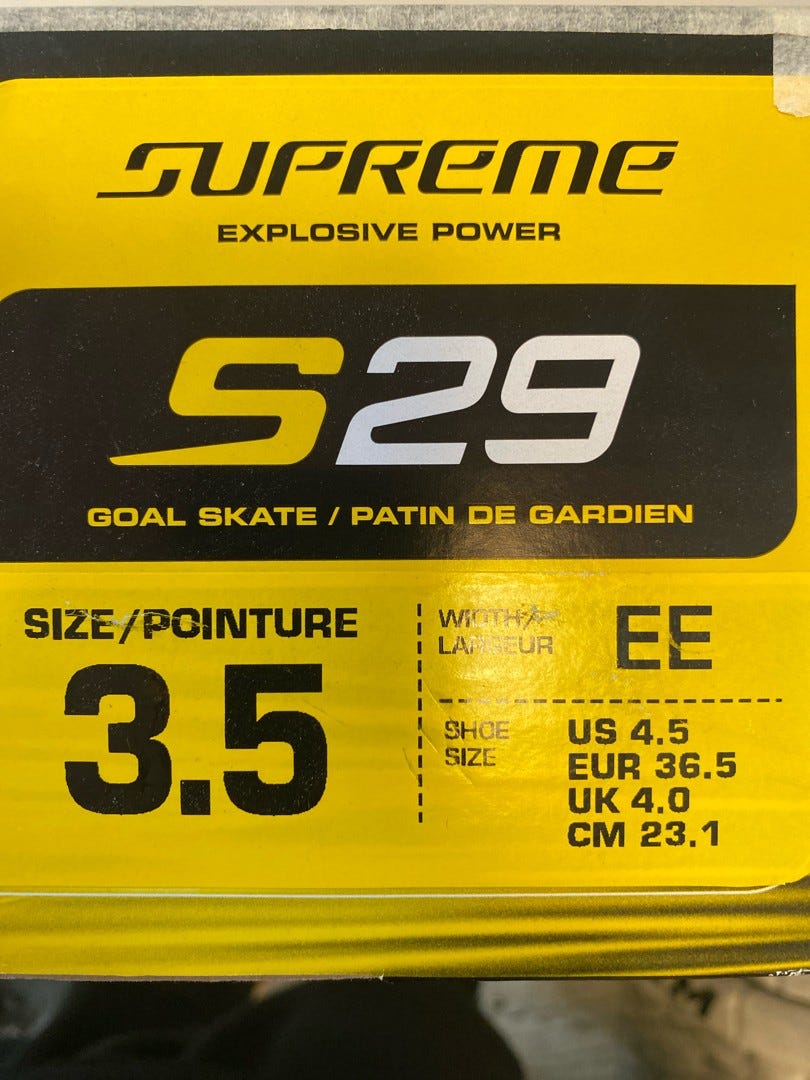 SUPREME
EXPLOSIVE POWER
S29
GOAL SKATE / PATIN DE GARDIEN
SIZE/POINTURE
3.5
WIDTH/
LARGEUR
EE
SHOE
SIZE
US 4.5
EUR 36.5
UK 4.0
CM 23.1